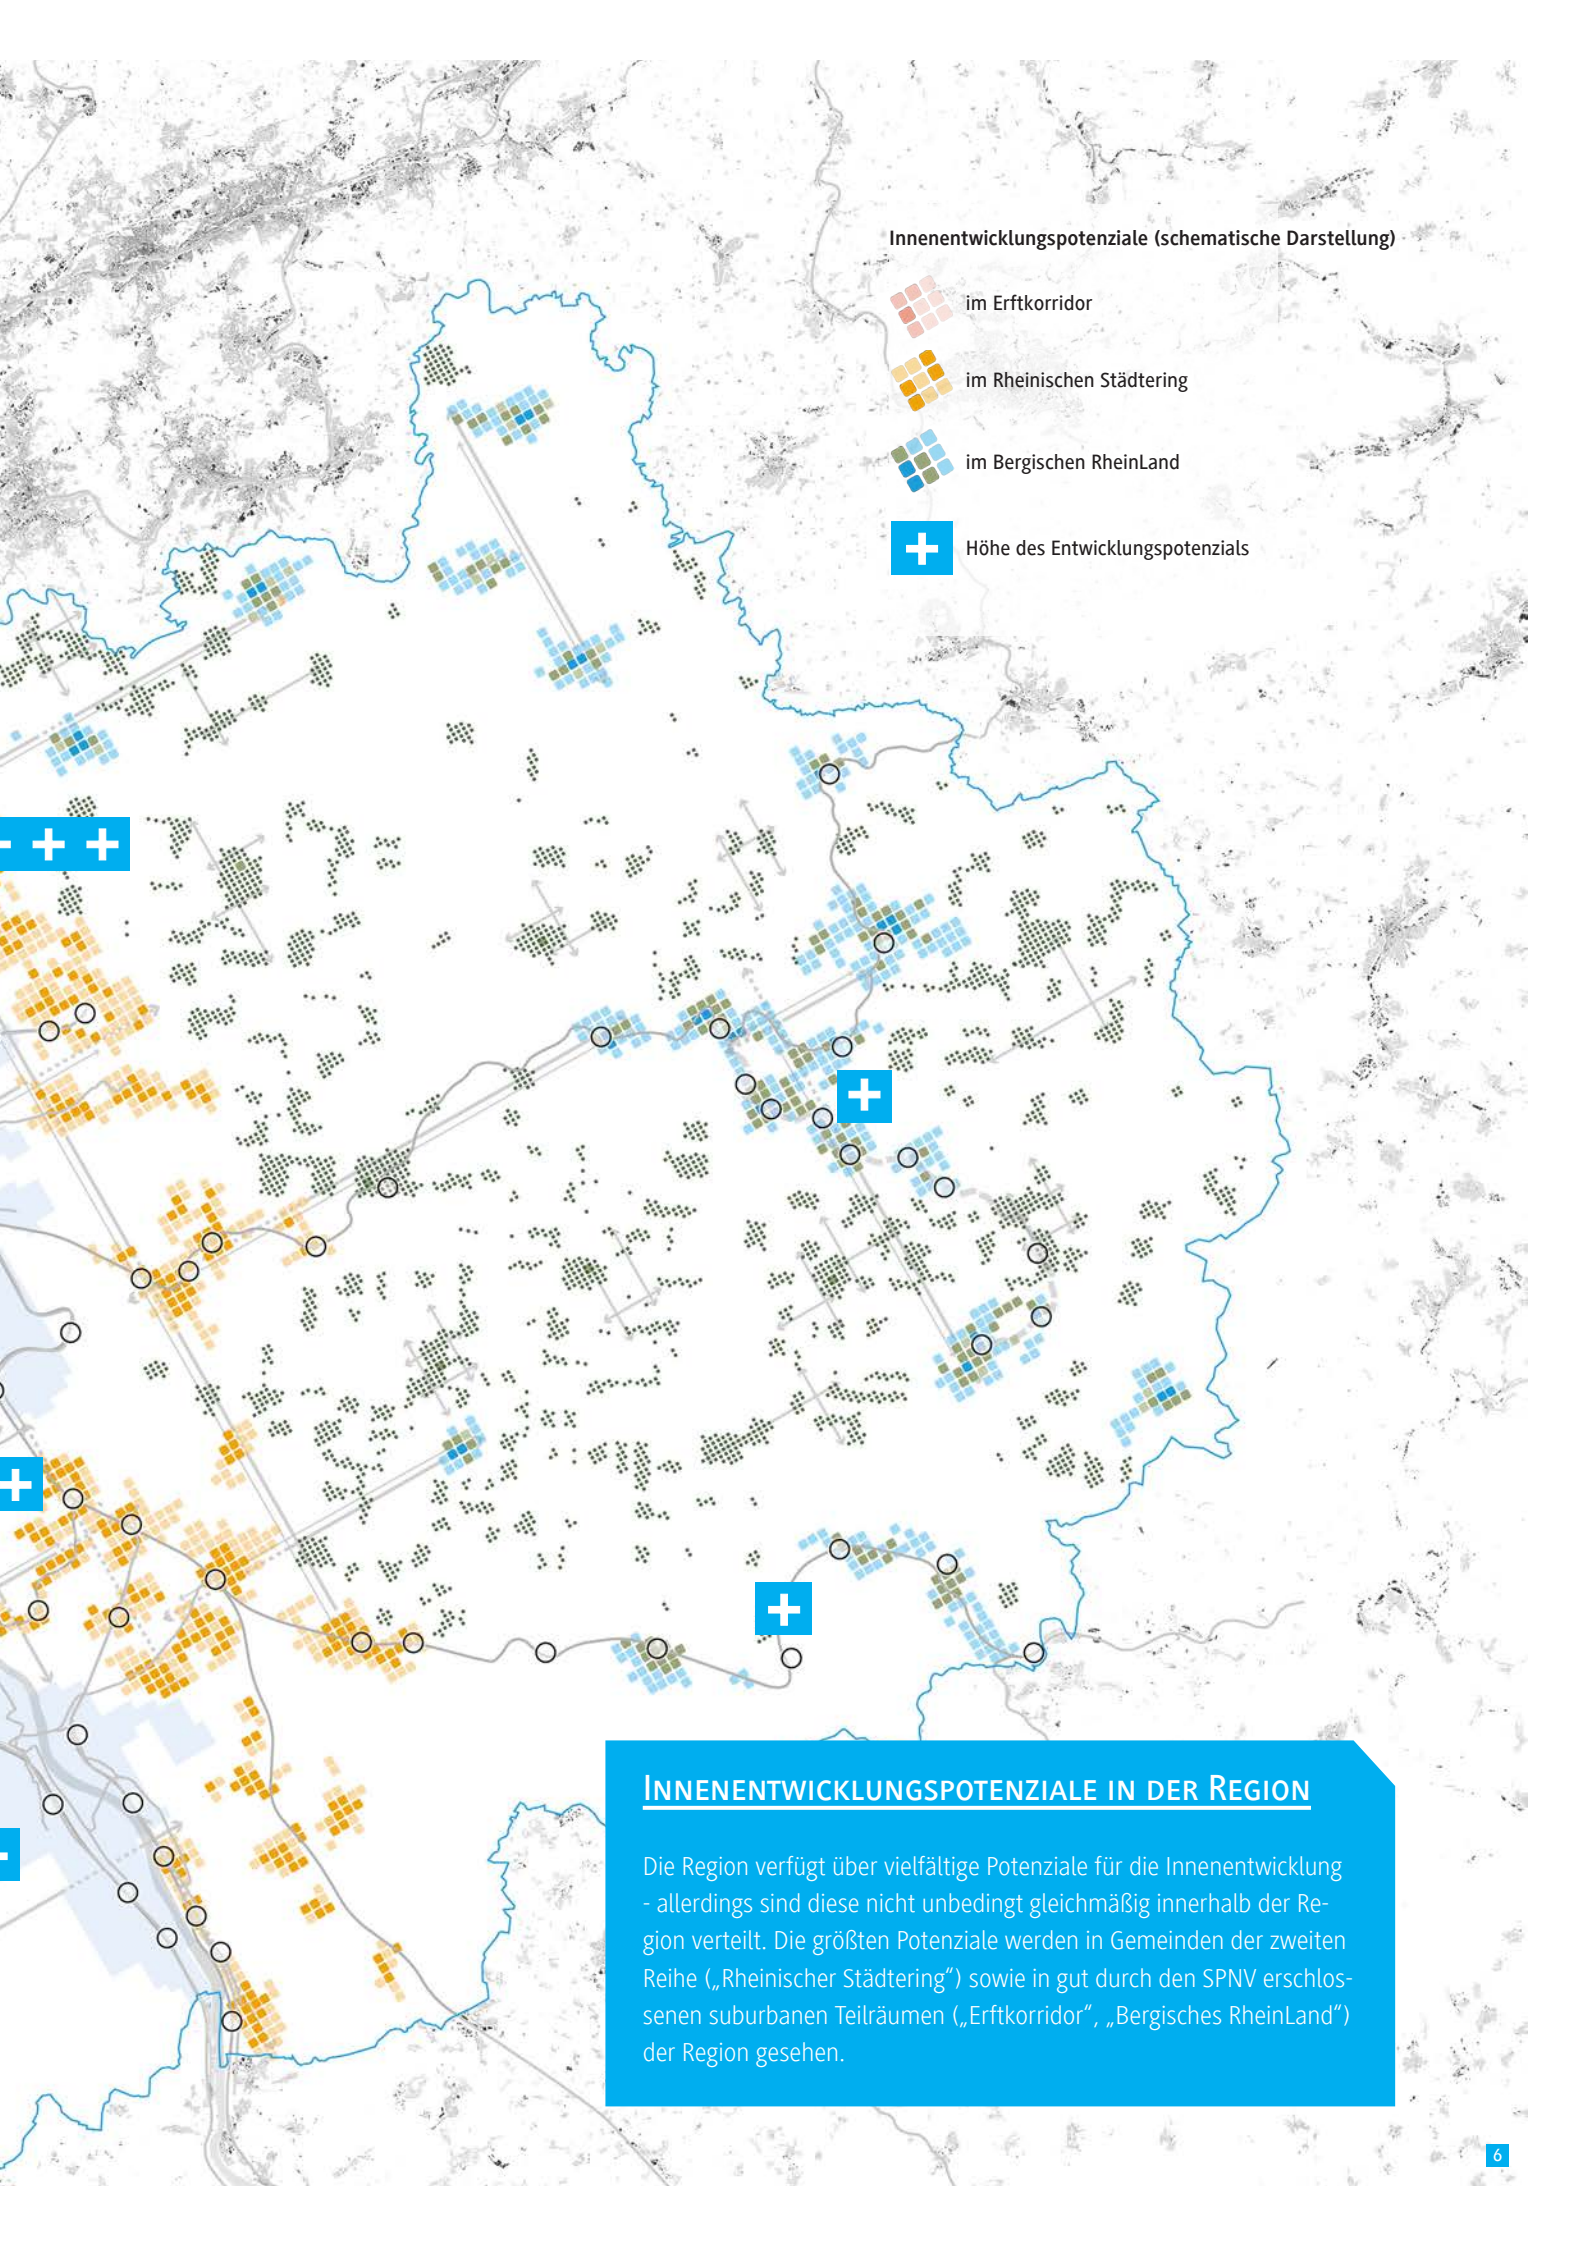 Innenentwicklungspotenziale (schematische Darstellung)
im Erftkorridor
im Rheinischen Städtering
im Bergischen RheinLand
+ Höhe des Entwicklungspotenzials
+ +
+
+
+
INNENENTWICKLUNGSPOTENZIALE IN DER REGION
Die Region verfügt über vielfältige Potenziale für die Innenentwicklung
- allerdings sind diese nicht unbedingt gleichmäßig innerhalb der Re-
gion verteilt. Die größten Potenziale werden in Gemeinden der zweiten
Reihe („Rheinischer Städtering“) sowie in gut durch den SPNV erschlos-
senen suburbanen Teilräumen („Erftkorridor“, „Bergisches RheinLand“)
der Region gesehen.
6